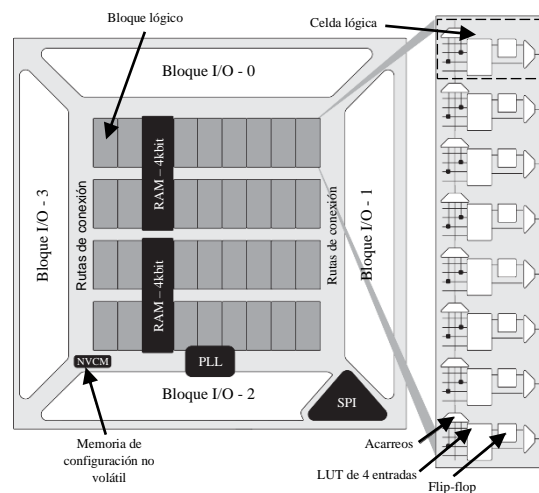 Bloque lógico
Celda lógica
Bloque I/O - 0
Bloque I/O - 3
Rutas de conexión
RAM – 4kbit
RAM – 4kbit
Rutas de conexión
Bloque I/O - 1
NVCM
PLL
Bloque I/O - 2
SPI
Memoria de
configuración no
volátil
Acarreos
LUT de 4 entradas
Flip-flop